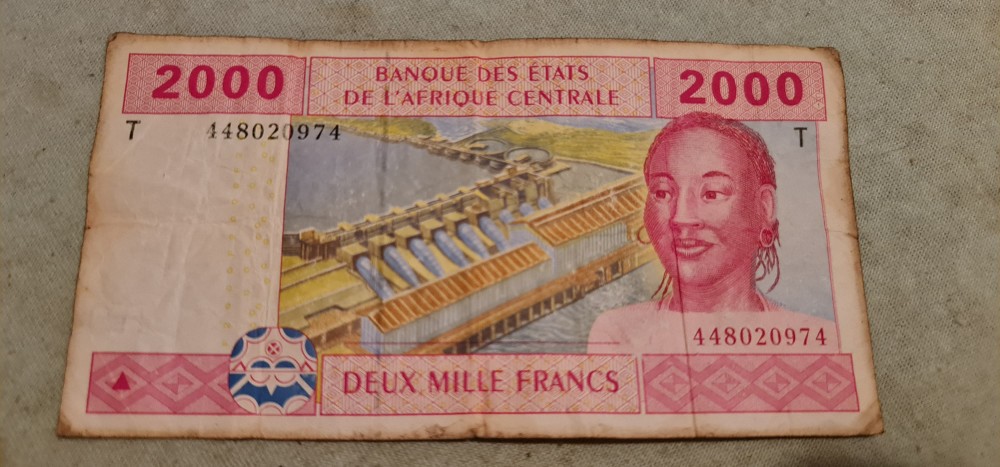 2000
BANQUE DES ÉTATS
DE L'AFRIQUE CENTRALE
2000
T 448020974
T
448020974
DEUX MILLE FRANCS